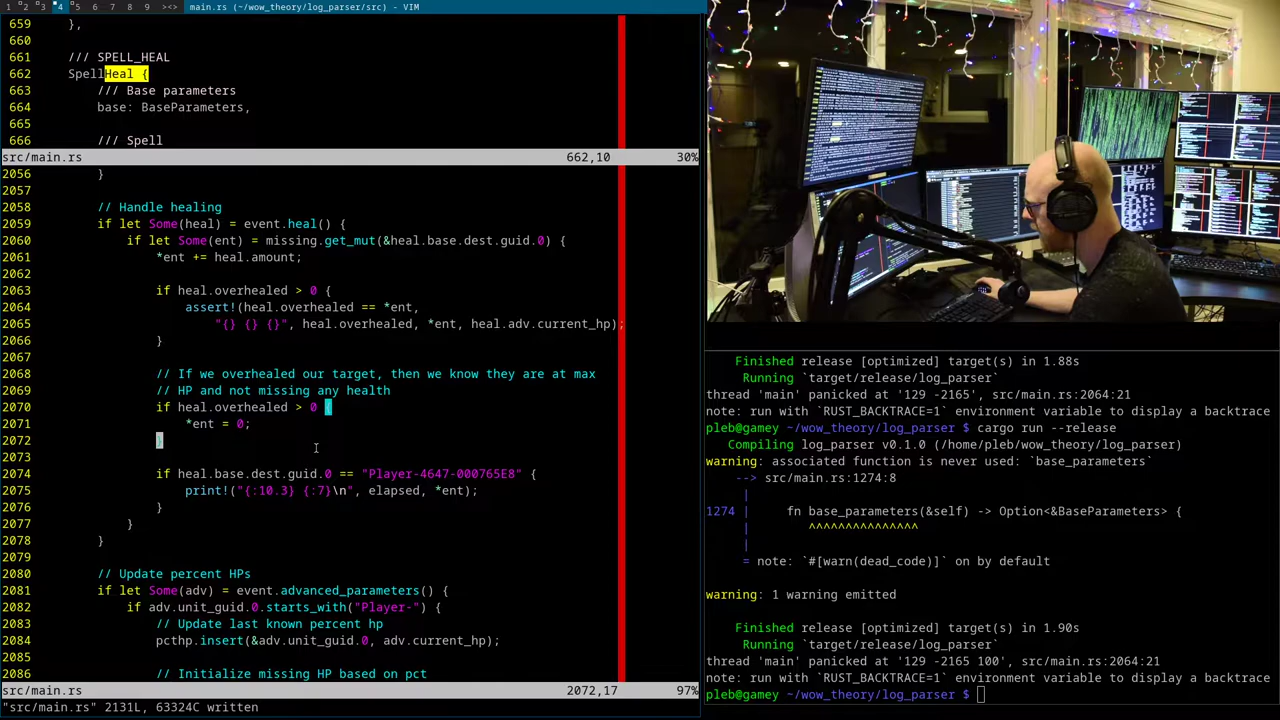 1 2 3 4 5 6 7 8 9 ><> main.rs (~/wow_theory/log_parser/src) - VIM
659 },
660
661 /// SPELL_HEAL
662 SpellHeal {
663 /// Base parameters
664 base: BaseParameters,
665
666 /// Spell
src/main.rs 662,10 30%
2056 }
2057
2058 // Handle healing
2059 if let Some(heal) = event.heal() {
2060 if let Some(ent) = missing.get_mut(&heal.base.dest.guid.0) {
2061 *ent += heal.amount;
2062
2063 if heal.overhealed > 0 {
2064 assert!(heal.overhealed == *ent,
2065 "{} {} {}", heal.overhealed, *ent, heal.adv.current_hp);
2066 }
2067
2068 // If we overhealed our target, then we know they are at max
2069 // HP and not missing any health
2070 if heal.overhealed > 0 {
2071 *ent = 0;
2072 }
2073
2074 if heal.base.dest.guid.0 == "Player-4647-000765E8" {
2075 print!("{:10.3} {:7}\n", elapsed, *ent);
2076 }
2077 }
2078 }
2079
2080 // Update percent HPs
2081 if let Some(adv) = event.advanced_parameters() {
2082 if adv.unit_guid.0.starts_with("Player-") {
2083 // Update last known percent hp
2084 pcthp.insert(&adv.unit_guid.0, adv.current_hp);
2085
2086 // Initialize missing HP based on pct
src/main.rs 2072,17 97%
"src/main.rs" 2131L, 63324C written
Finished release [optimized] target(s) in 1.88s
Running `target/release/log_parser`
thread 'main' panicked at '129 -2165', src/main.rs:2064:21
note: run with `RUST_BACKTRACE=1` environment variable to display a backtrace
pleb@gamey ~/wow_theory/log_parser $ cargo run --release
Compiling log_parser v0.1.0 (/home/pleb/wow_theory/log_parser)
warning: associated function is never used: `base_parameters`
--> src/main.rs:1274:8
|
1274 | fn base_parameters(&self) -> Option<&BaseParameters> {
| ^^^^^^^^^^^^^^^
|
= note: `#[warn(dead_code)]` on by default
warning: 1 warning emitted
Finished release [optimized] target(s) in 1.90s
Running `target/release/log_parser`
thread 'main' panicked at '129 -2165 100', src/main.rs:2064:21
note: run with `RUST_BACKTRACE=1` environment variable to display a backtrace
pleb@gamey ~/wow_theory/log_parser $